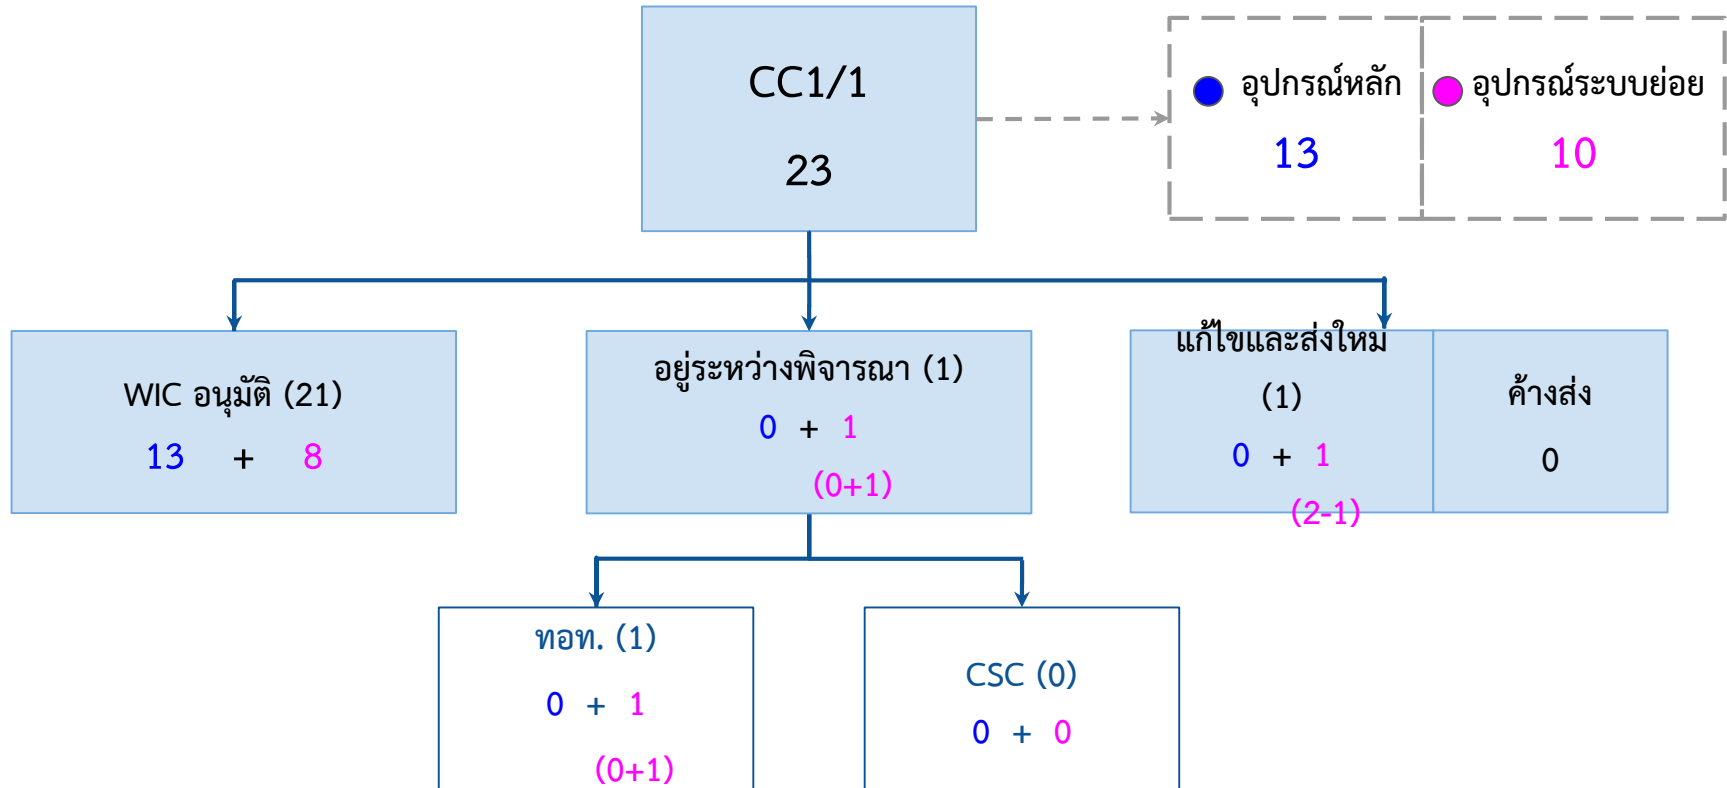 CC1/1
23
อุปกรณ์หลัก
13
อุปกรณ์ระบบย่อย
10
WIC อนุมัติ (21)
13 + 8
อยู่ระหว่างพิจารณา (1)
0 + 1
(0+1)
แก้ไขและส่งใหม่
(1)
0 + 1
(2-1)
ค้างส่ง
0
ทอท. (1)
0 + 1
(0+1)
CSC (0)
0 + 0